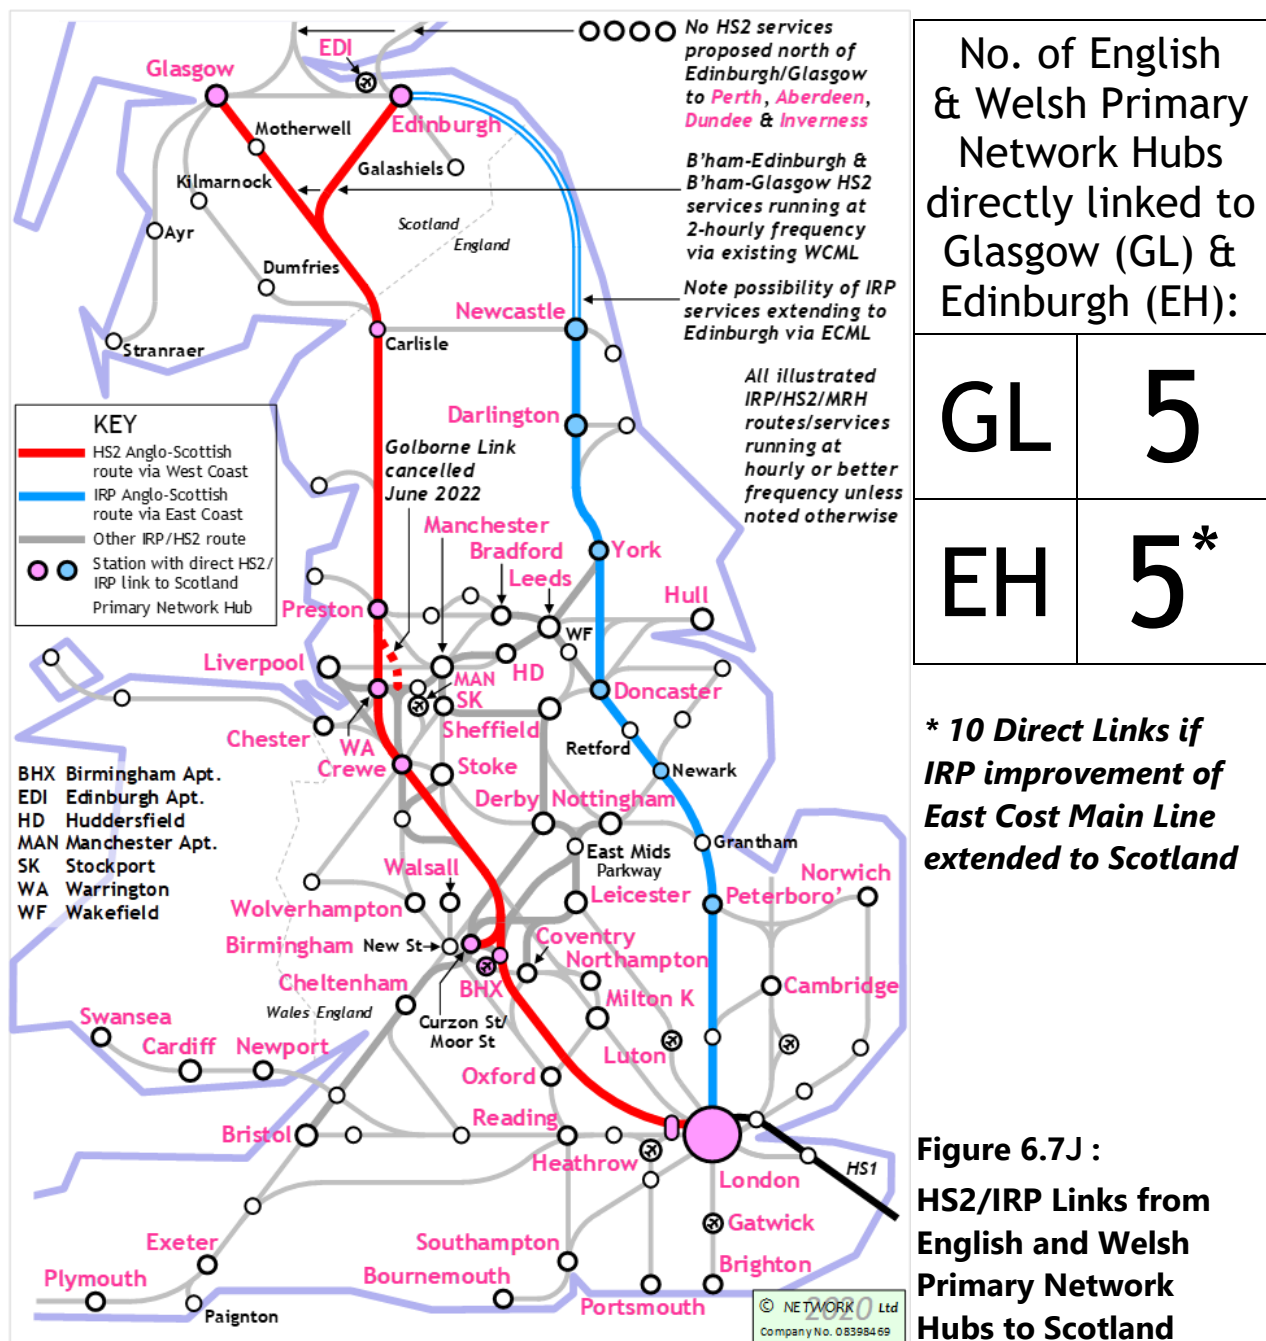 No HS2 services
proposed north of
Edinburgh/Glasgow
to Perth, Aberdeen,
Dundee & Inverness
EDI
Glasgow
Edinburgh
Motherwell
Galashiels
Kilmarnock
B'ham-Edinburgh &
B'ham-Glasgow HS2
services running at
2-hourly frequency
via existing WCML
Scotland
England
Ayr
Dumfries
Note possibility of IRP
services extending to
Edinburgh via ECML
Newcastle
Carlisle
Stranraer
All illustrated
IRP/HS2/MRH
routes/services
running at
hourly or better
frequency unless
noted otherwise
Darlington
KEY
HS2 Anglo-Scottish
route via West Coast
IRP Anglo-Scottish
route via East Coast
Other IRP/HS2 route
Station with direct HS2/
IRP link to Scotland
Primary Network Hub
Golborne Link
cancelled
June 2022
Manchester
Bradford
Leeds
York
Hull
Preston
WF
Liverpool
HD
MAN
SK
Doncaster
Chester
WA
Sheffield
Retford
Crewe
Stoke
Newark
BHX Birmingham Apt.
EDI Edinburgh Apt.
HD Huddersfield
MAN Manchester Apt.
SK Stockport
WA Warrington
WF Wakefield
Derby
Nottingham
East Mids
Parkway
Grantham
Walsall
Wolverhampton
Leicester
Peterboro'
Norwich
Birmingham
New St
Coventry
Northampton
Cheltenham
BHX
Milton K
Cambridge
Wales
England
Curzon St/
Moor St
Swansea
Cardiff
Newport
Luton
Oxford
Bristol
Reading
Heathrow
London
HS1
Gatwick
Exeter
Southampton
Brighton
Plymouth
Bournemouth
Paignton
Portsmouth
© NETWORK 2020 Ltd
Company No. 08398469
No. of English
& Welsh Primary
Network Hubs
directly linked to
Glasgow (GL) &
Edinburgh (EH):
GL 5
EH 5*
* 10 Direct Links if
IRP improvement of
East Cost Main Line
extended to Scotland
Figure 6.7J :
HS2/IRP Links from
English and Welsh
Primary Network
Hubs to Scotland